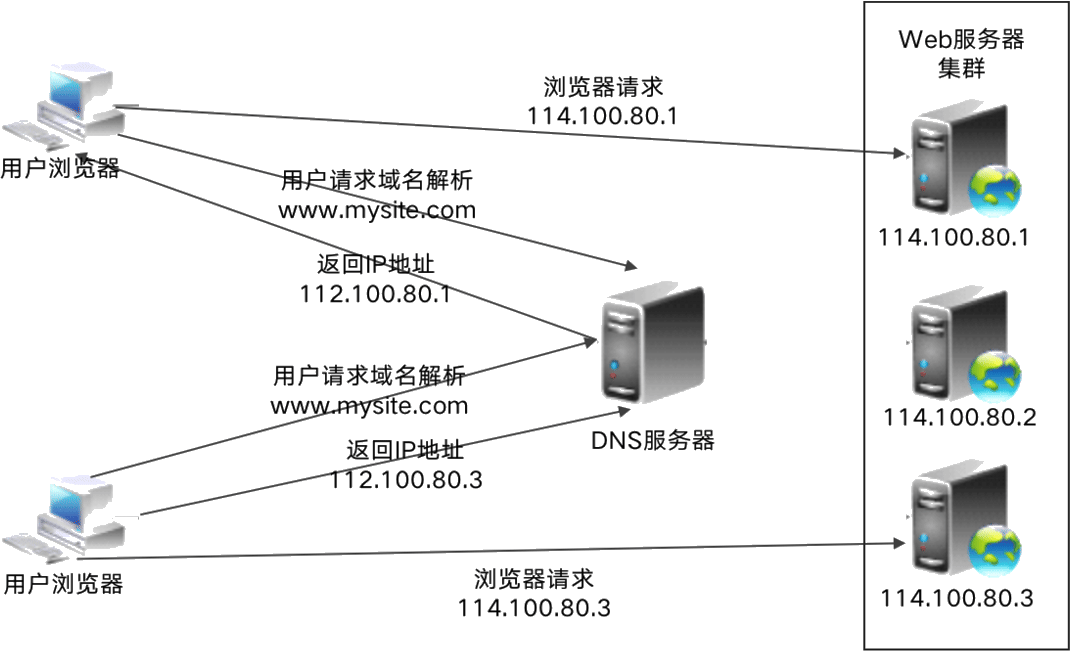 Web服务器
集群
浏览器请求
114.100.80.1
用户浏览器
用户请求域名解析
www.mysite.com
114.100.80.1
返回IP地址
112.100.80.1
用户请求域名解析
www.mysite.com
114.100.80.2
DNS服务器
返回IP地址
112.100.80.3
用户浏览器
浏览器请求
114.100.80.3
114.100.80.3